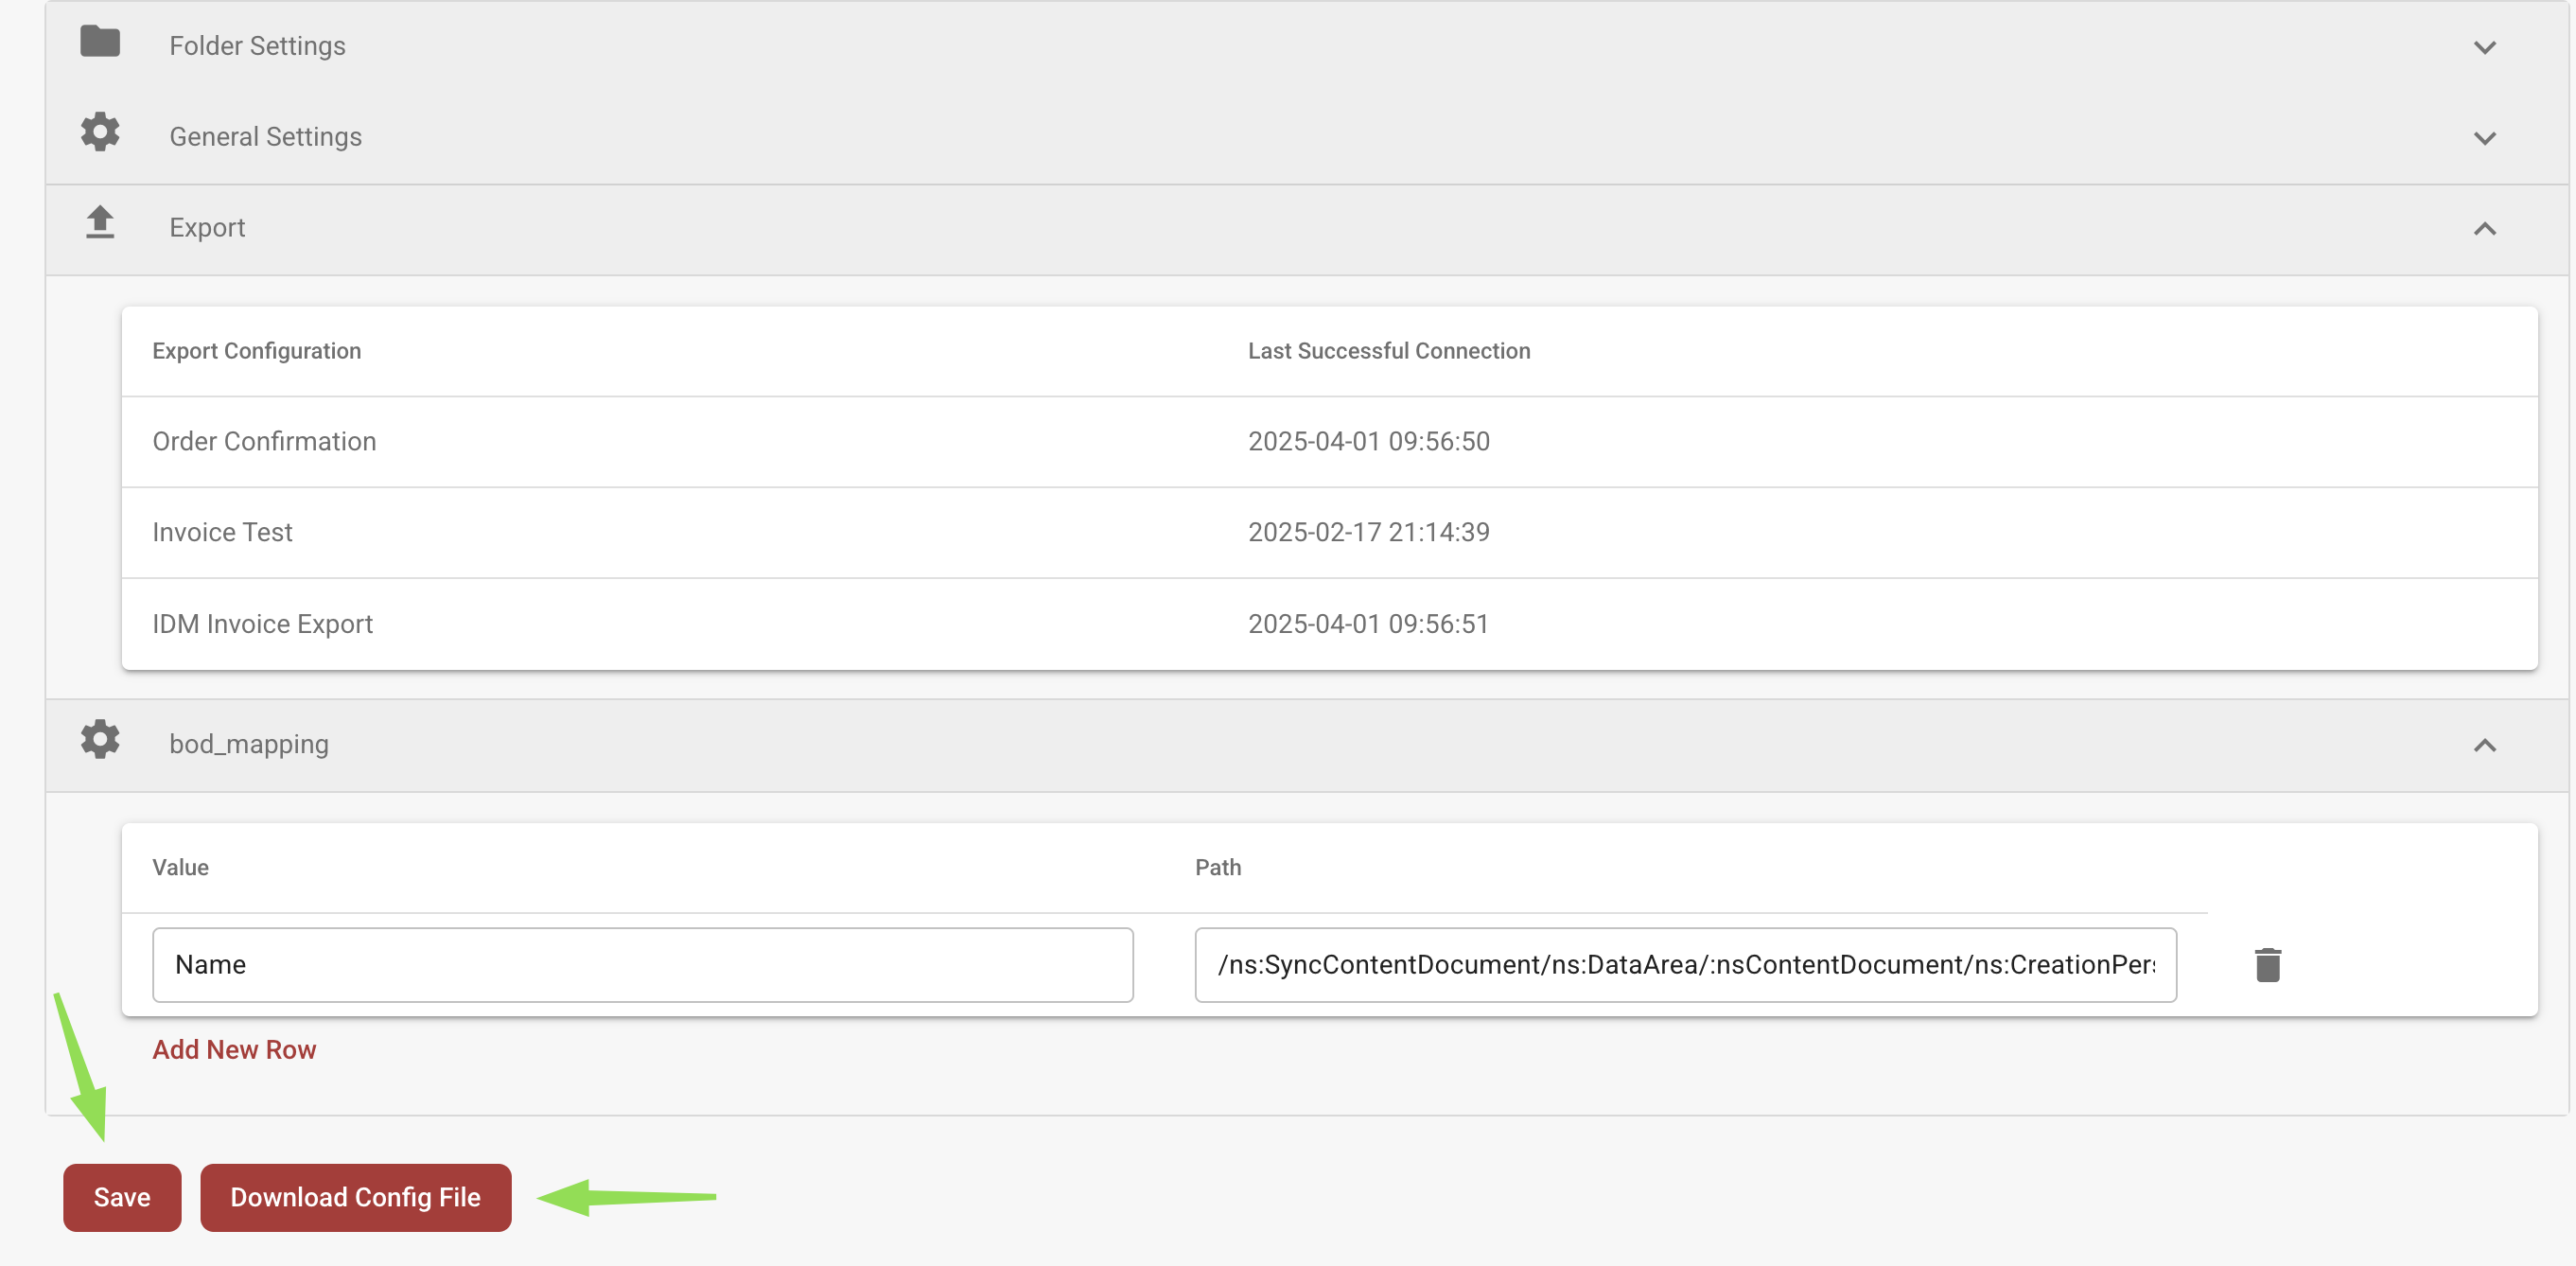 Folder Settings
General Settings
Export
Export Configuration Last Successful Connection
Order Confirmation 2025-04-01 09:56:50
Invoice Test 2025-02-17 21:14:39
IDM Invoice Export 2025-04-01 09:56:51
bod_mapping
Value Path
Name /ns:SyncContentDocument/ns:DataArea/:nsContentDocument/ns:CreationPer
Add New Row
Save Download Config File